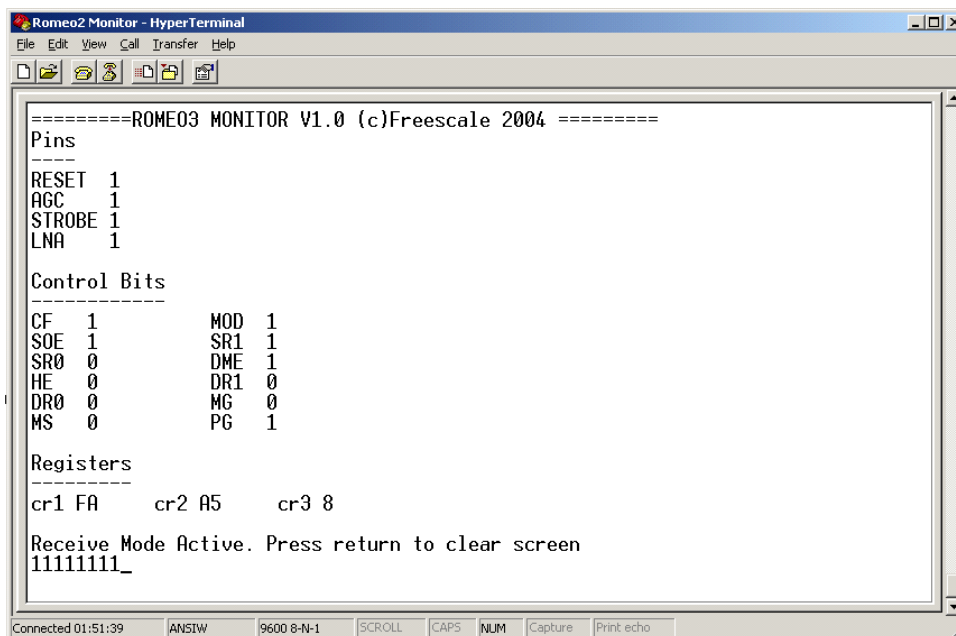 Romeo2 Monitor - HyperTerminal
File Edit View Call Transfer Help
=========ROMEO3 MONITOR V1.0 (c)Freescale 2004 =========
Pins
----
RESET 1
AGC 1
STROBE 1
LNA 1
Control Bits
------------
CF 1 MOD 1
SOE 1 SR1 1
SR0 0 DME 1
HE 0 DR1 0
DR0 0 MG 0
MS 0 PG 1
Registers
---------
cr1 FA cr2 A5 cr3 8
Receive Mode Active. Press return to clear screen
11111111_
Connected 01:51:39 ANSIW 9600 8-N-1 SCROLL CAPS NUM Capture Print echo